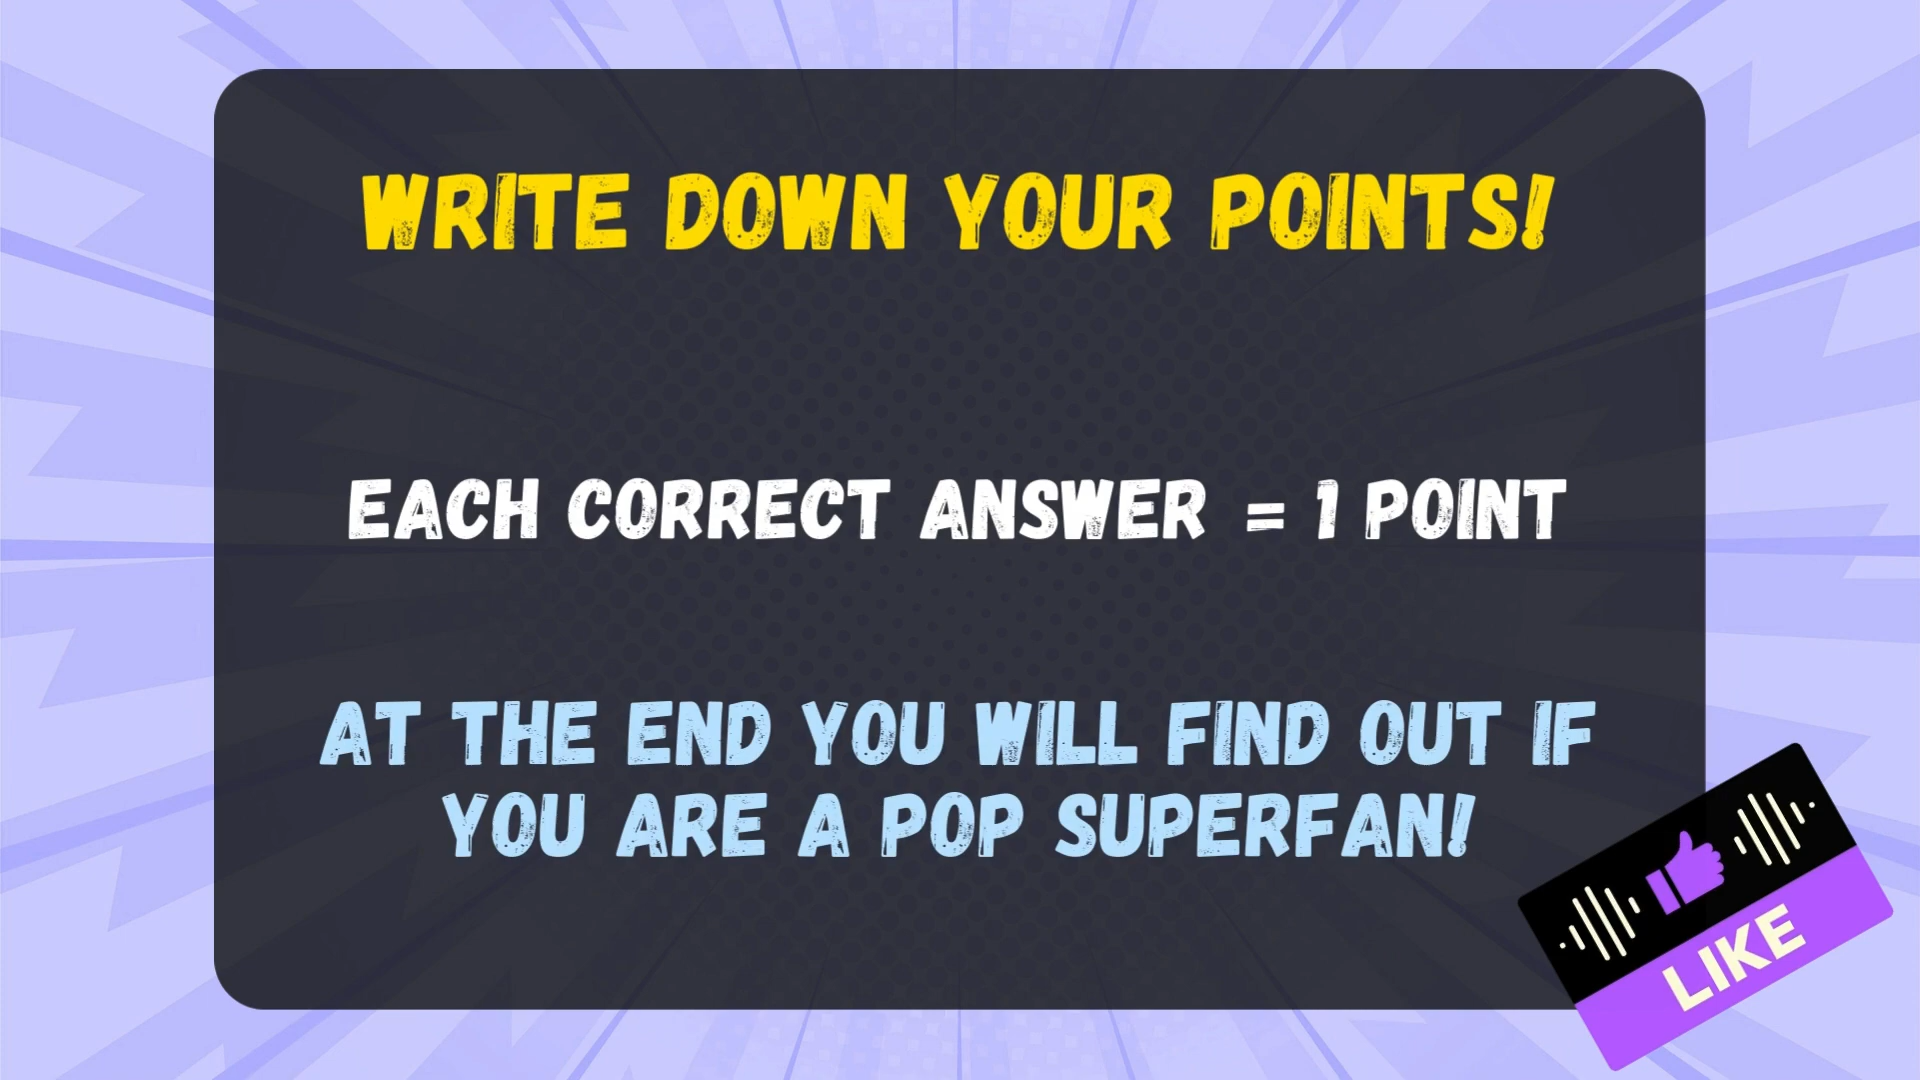 WRITE DOWN YOUR POINTS!
EACH CORRECT ANSWER = 1 POINT
AT THE END YOU WILL FIND OUT IF
YOU ARE A POP SUPERFAN!
LIKE